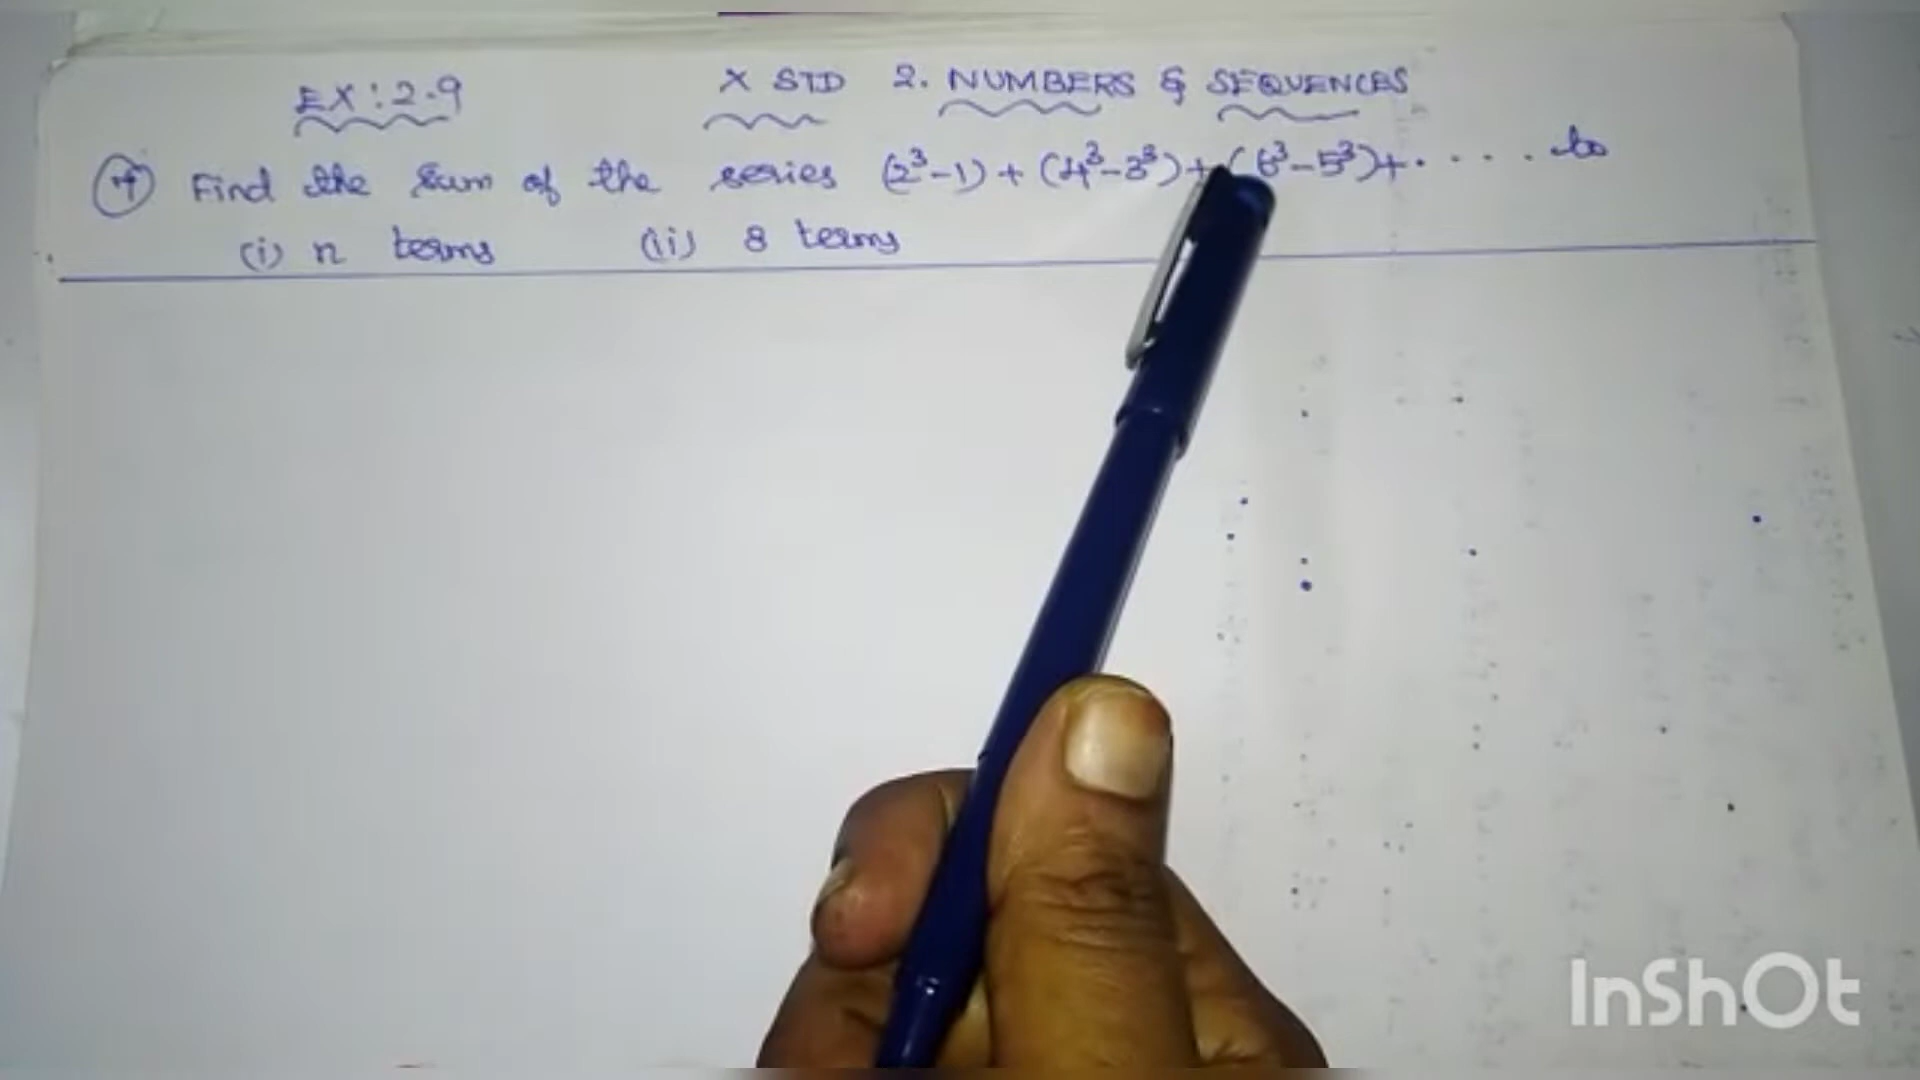 EX: 2.9 X STD 2. NUMBERS & SEQUENCES
Find the sum of the series (2³-1) + (4³-3³) + (6³-5³) + . . . . to
(i) n terms (ii) 8 terms
InShOt